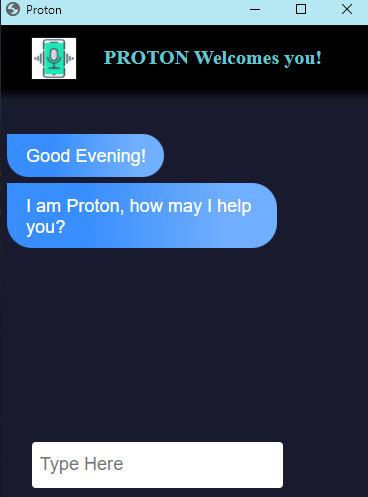 Proton
PROTON Welcomes you!
Good Evening!
I am Proton, how may I help
you?
Type Here